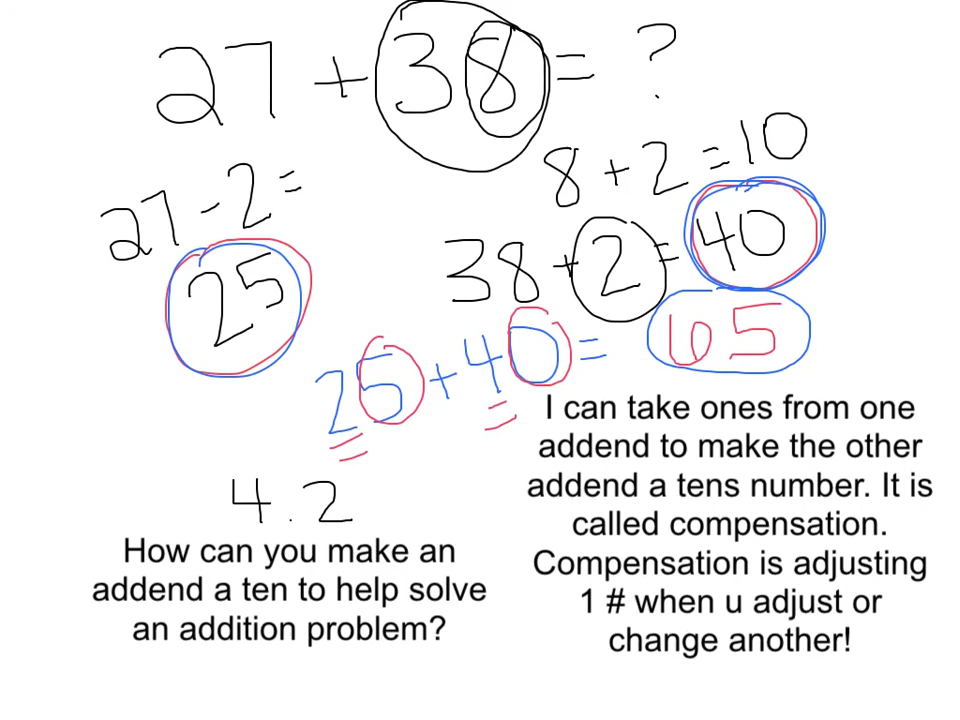 27 + 38 = ?
8 + 2 = 10
27 - 2 =
25
38 + 2 = 40
25 + 40 = 65
4.2
How can you make an
addend a ten to help solve
an addition problem?
I can take ones from one
addend to make the other
addend a tens number. It is
called compensation.
Compensation is adjusting
1 # when u adjust or
change another!